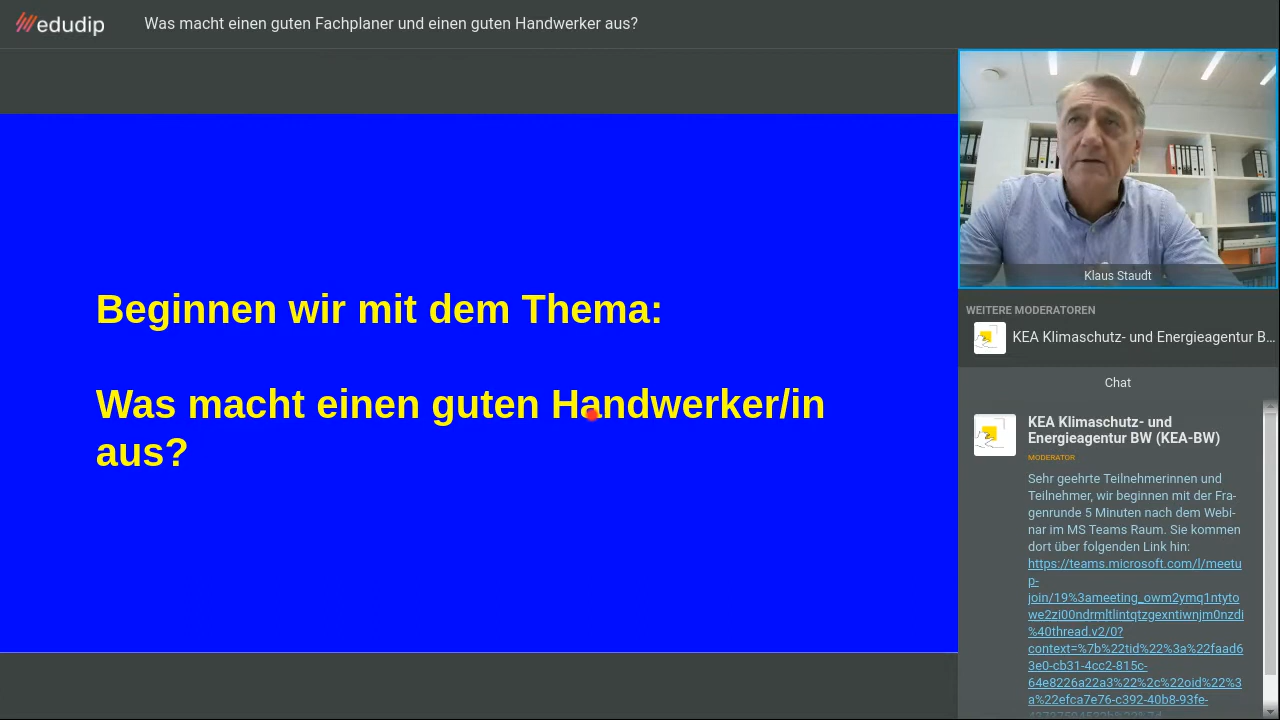 edudip
Was macht einen guten Fachplaner und einen guten Handwerker aus?
Beginnen wir mit dem Thema:
Was macht einen guten Handwerker/in
aus?
Klaus Staudt
WEITERE MODERATOREN
KEA Klimaschutz- und Energieagentur B...
Chat
KEA Klimaschutz- und
Energieagentur BW (KEA-BW)
MODERATOR
Sehr geehrte Teilnehmerinnen und
Teilnehmer, wir beginnen mit der Fra-
genrunde 5 Minuten nach dem Webi-
nar im MS Teams Raum. Sie kommen
dort über folgenden Link hin:
https://teams.microsoft.com/l/meetu
p-
join/19%3ameeting_owm2ymq1ntyto
we2zi00ndrmltlintqtzgexntiwnjm0nzdi
%40thread.v2/0?
context=%7b%22tid%22%3a%22faad6
3e0-cb31-4cc2-815c-
64e8226a22a3%22%2c%22oid%22%3
a%22efca7e76-c392-40b8-93fe-